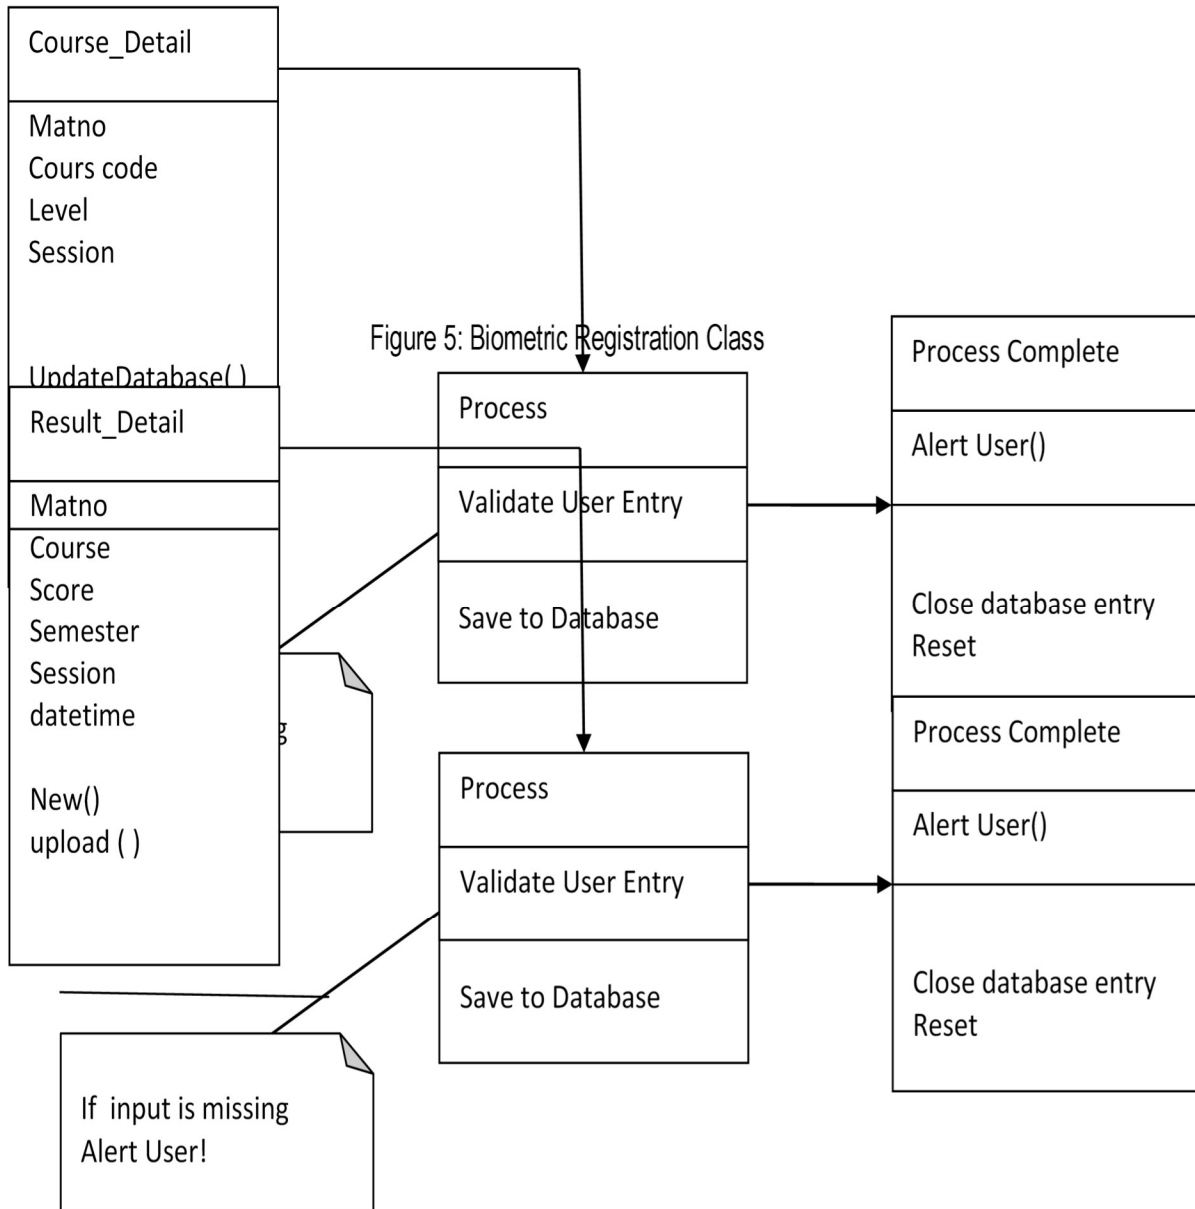 Course_Detail
Matno
Cours code
Level
Session
UpdateDatabase( )
Figure 5: Biometric Registration Class
Process
Validate User Entry
Save to Database
Process Complete
Alert User()
Close database entry
Reset
Result_Detail
Matno
Course
Score
Semester
Session
datetime
New()
upload ( )
Process
Validate User Entry
Save to Database
Process Complete
Alert User()
Close database entry
Reset
If  input is missing
Alert User!